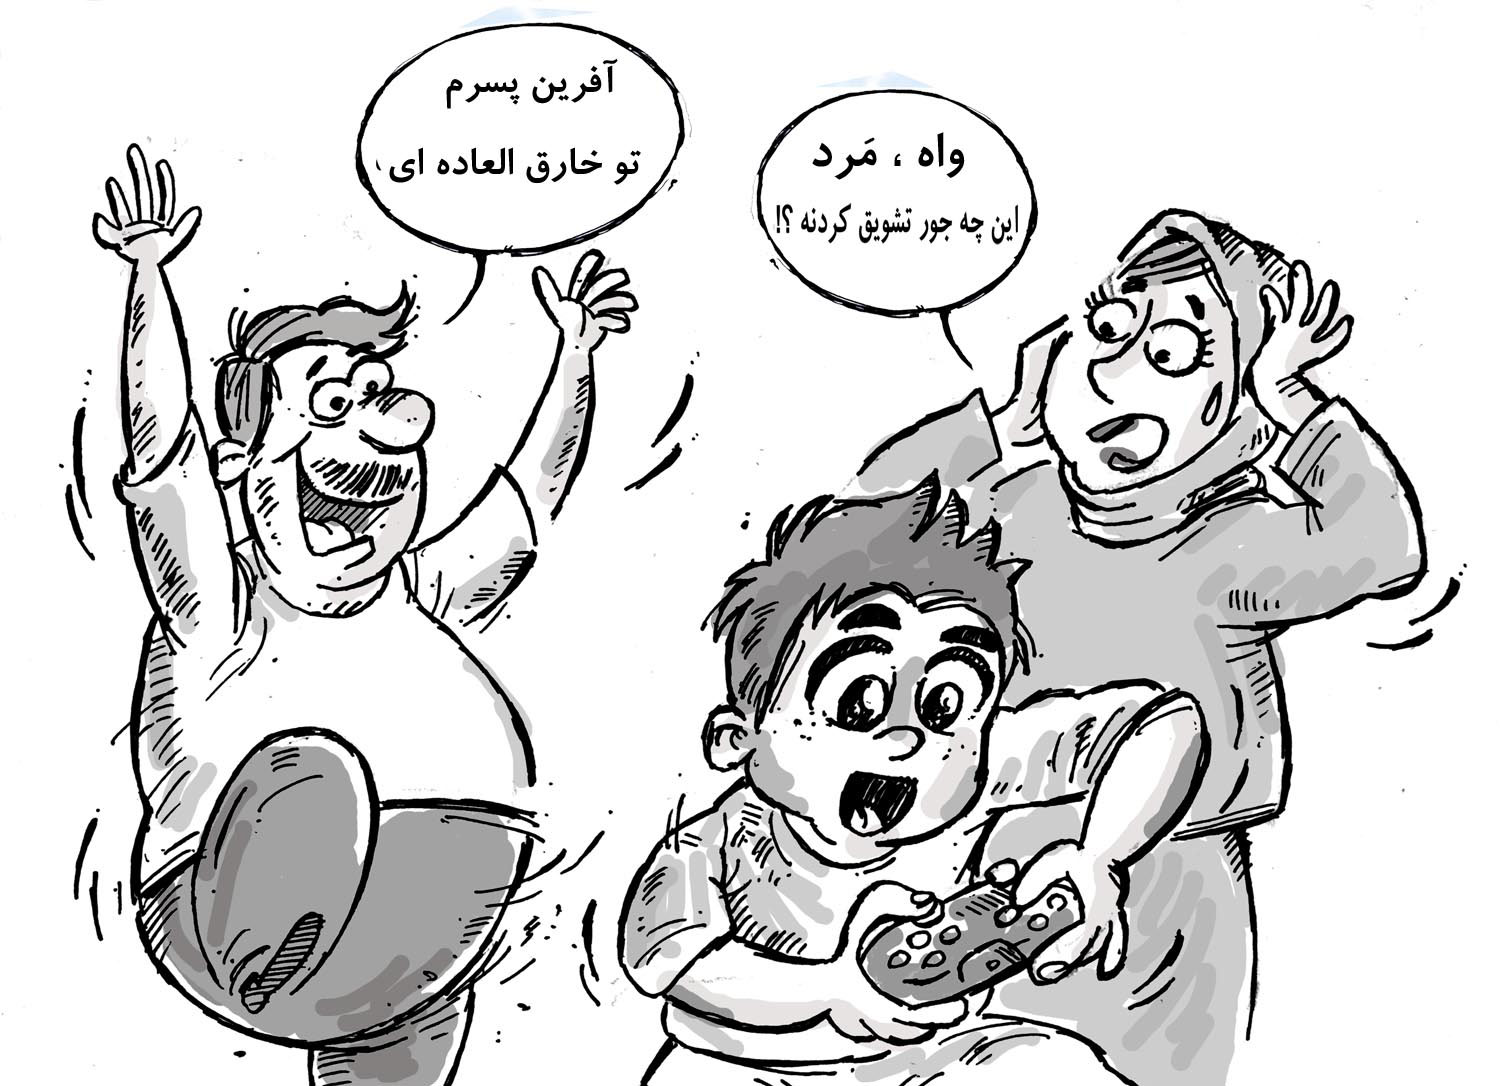 آفرین پسرم
تو خارق العاده ای
واه ، مَرد
این چه جور تشویق کردنه ؟!